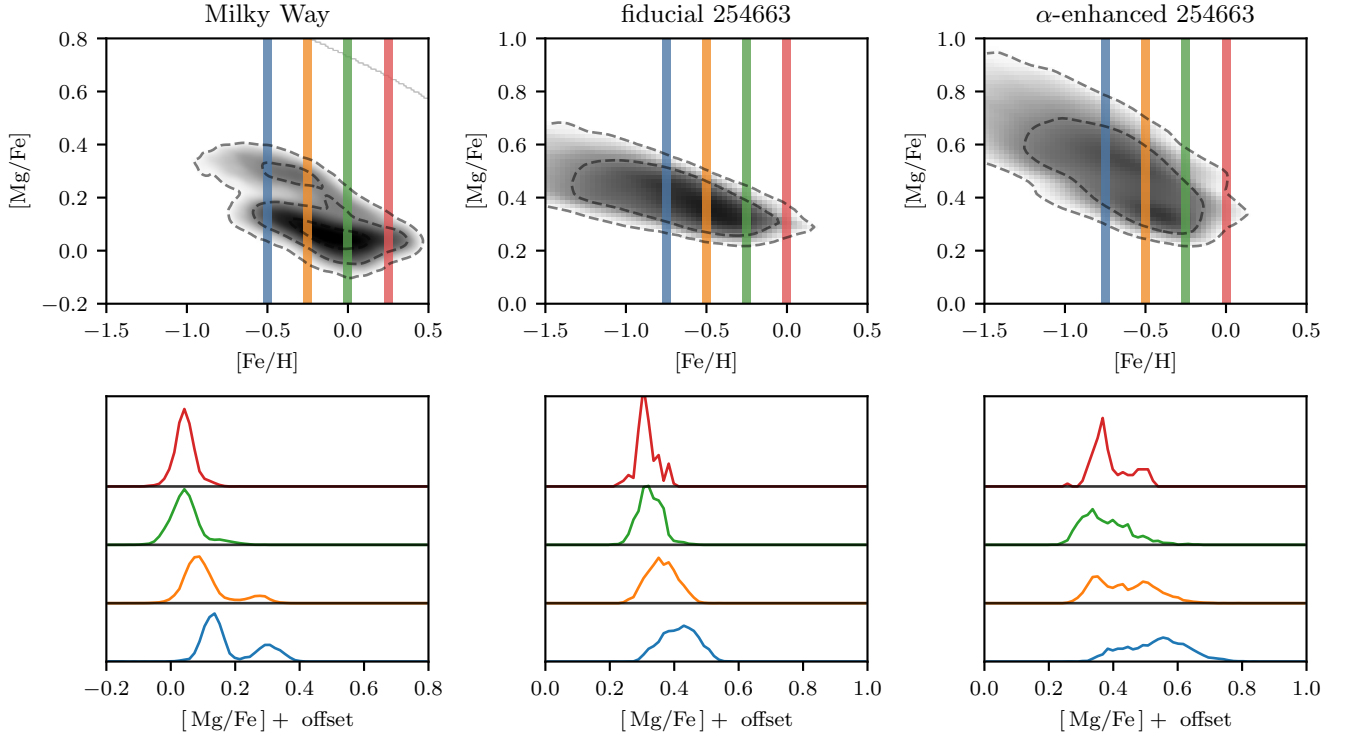 Milky Way
fiducial 254663
α-enhanced 254663
0.8
0.6
0.4
0.2
0.0
−0.2
[Mg/Fe]
−1.5 −1.0 −0.5 0.0 0.5
[Fe/H]
1.0
0.8
0.6
0.4
0.2
0.0
[Mg/Fe]
−1.5 −1.0 −0.5 0.0 0.5
[Fe/H]
1.0
0.8
0.6
0.4
0.2
0.0
[Mg/Fe]
−1.5 −1.0 −0.5 0.0 0.5
[Fe/H]
−0.2 0.0 0.2 0.4 0.6 0.8
[Mg/Fe] + offset
0.0 0.2 0.4 0.6 0.8 1.0
[Mg/Fe] + offset
0.0 0.2 0.4 0.6 0.8 1.0
[Mg/Fe] + offset